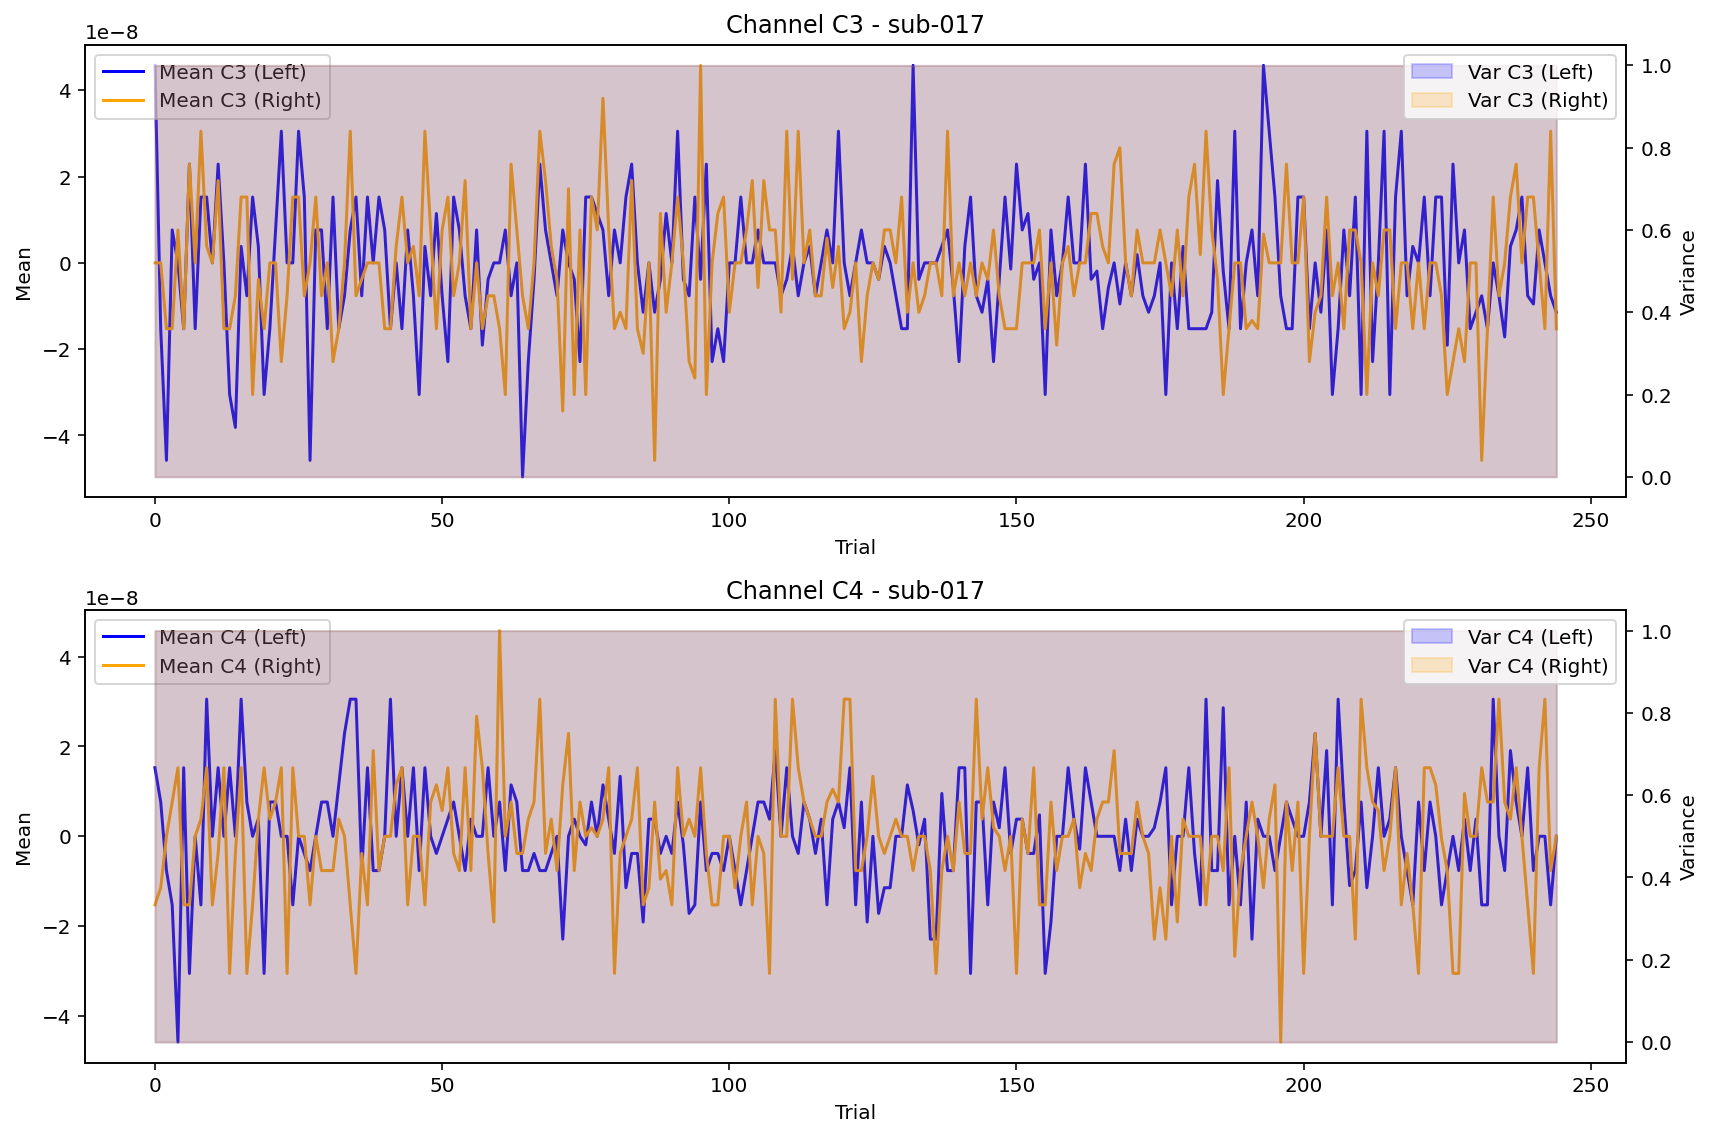 Channel C3 - sub-017
1e−8
Mean C3 (Left)
Mean C3 (Right)
Var C3 (Left)
Var C3 (Right)
4
2
0
−2
−4
Mean
1.0
0.8
0.6
0.4
0.2
0.0
Variance
0 50 100 150 200 250
Trial
Channel C4 - sub-017
1e−8
Mean C4 (Left)
Mean C4 (Right)
Var C4 (Left)
Var C4 (Right)
4
2
0
−2
−4
Mean
1.0
0.8
0.6
0.4
0.2
0.0
Variance
0 50 100 150 200 250
Trial